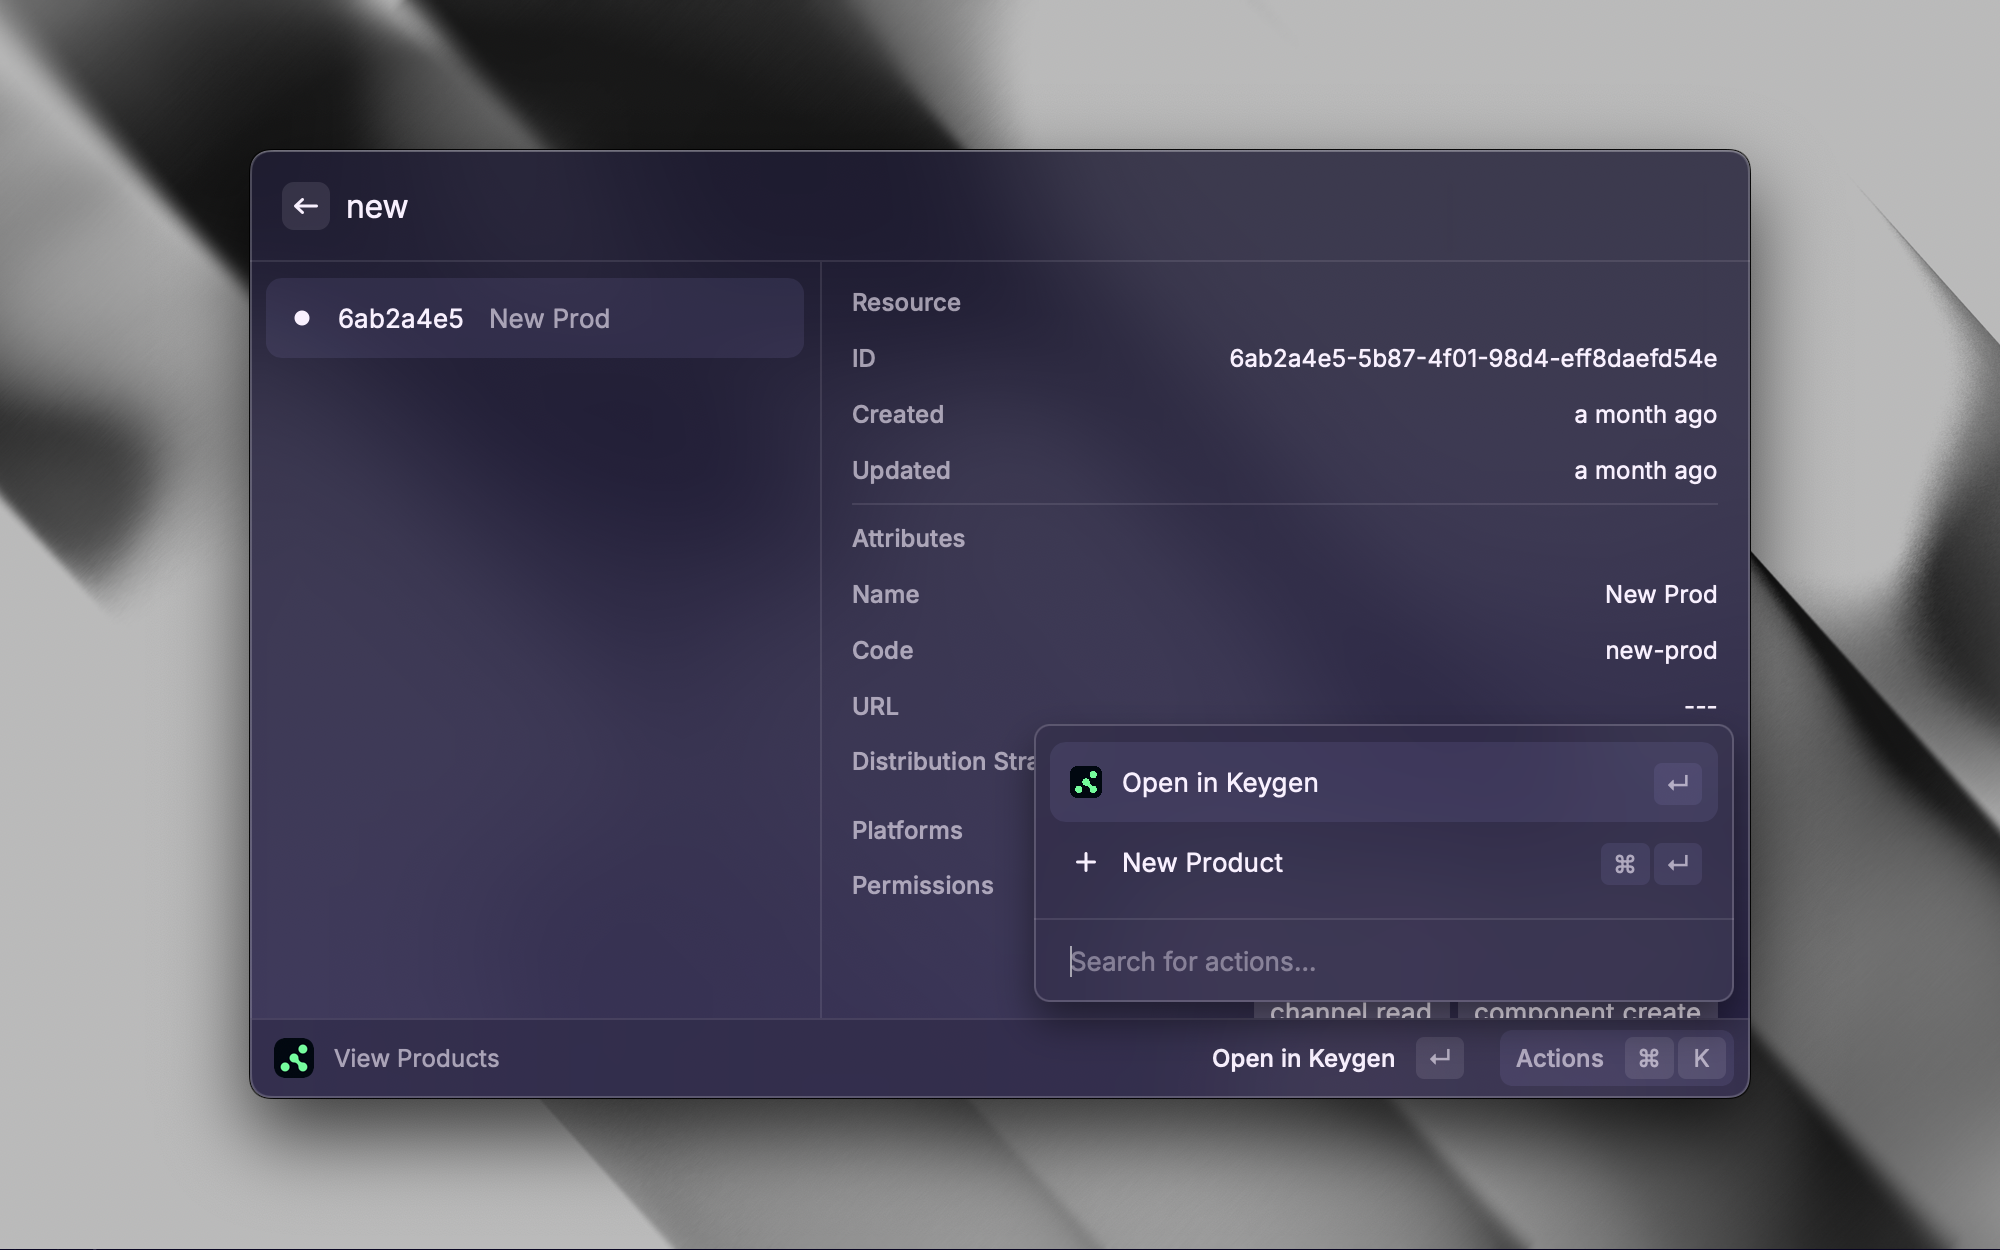 new
6ab2a4e5 New Prod
Resource
ID 6ab2a4e5-5b87-4f01-98d4-eff8daefd54e
Created a month ago
Updated a month ago
Attributes
Name New Prod
Code new-prod
URL ---
Distribution Stra
Platforms
Permissions
Open in Keygen ↵
New Product ⌘ ↵
Search for actions...
channel read component create
View Products Open in Keygen ↵ Actions ⌘ K